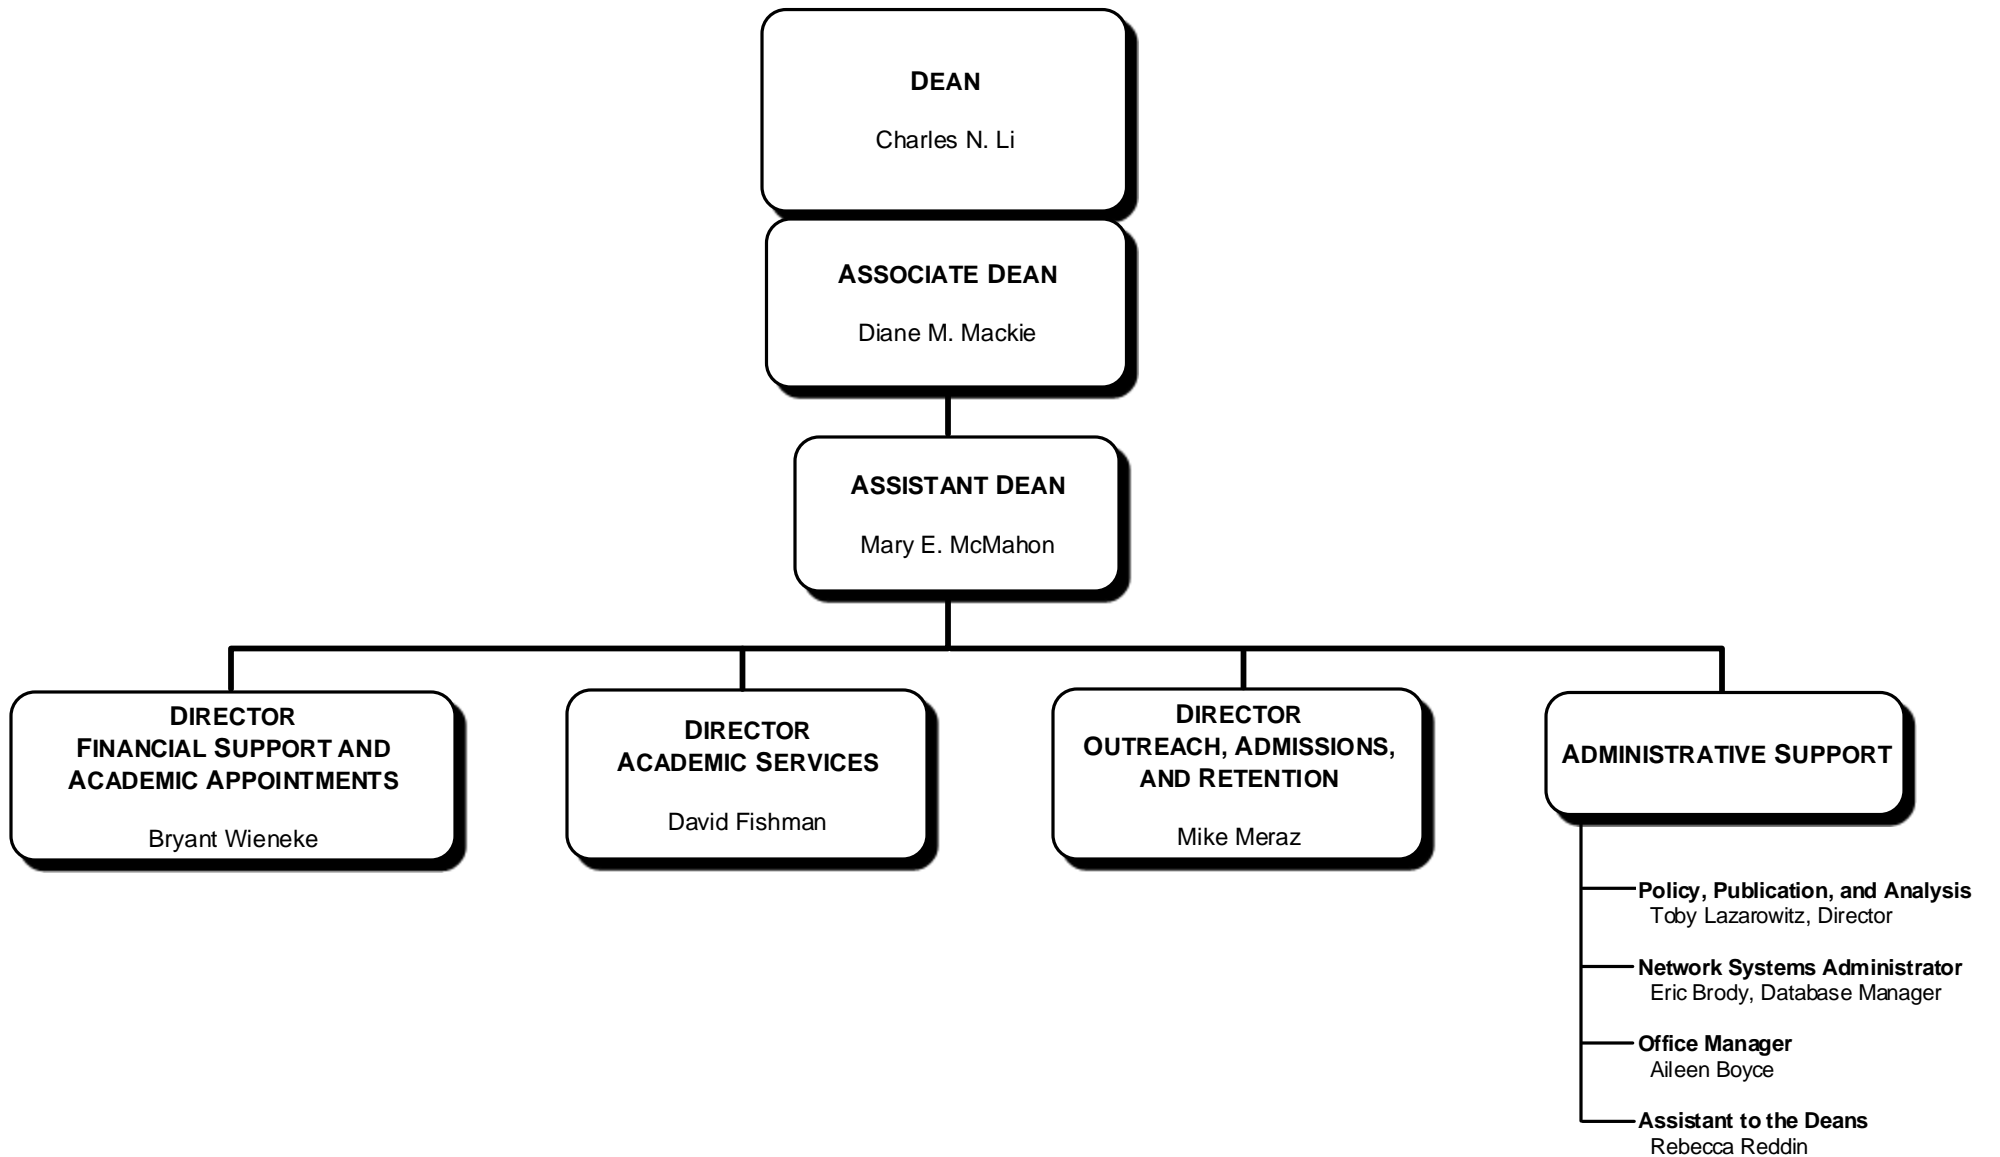 DEAN
Charles N. Li
ASSOCIATE DEAN
Diane M. Mackie
ASSISTANT DEAN
Mary E. McMahon
DIRECTOR
FINANCIAL SUPPORT AND
ACADEMIC APPOINTMENTS
Bryant Wieneke
DIRECTOR
ACADEMIC SERVICES
David Fishman
DIRECTOR
OUTREACH, ADMISSIONS,
AND RETENTION
Mike Meraz
ADMINISTRATIVE SUPPORT
Policy, Publication, and Analysis
Toby Lazarowitz, Director
Network Systems Administrator
Eric Brody, Database Manager
Office Manager
Aileen Boyce
Assistant to the Deans
Rebecca Reddin